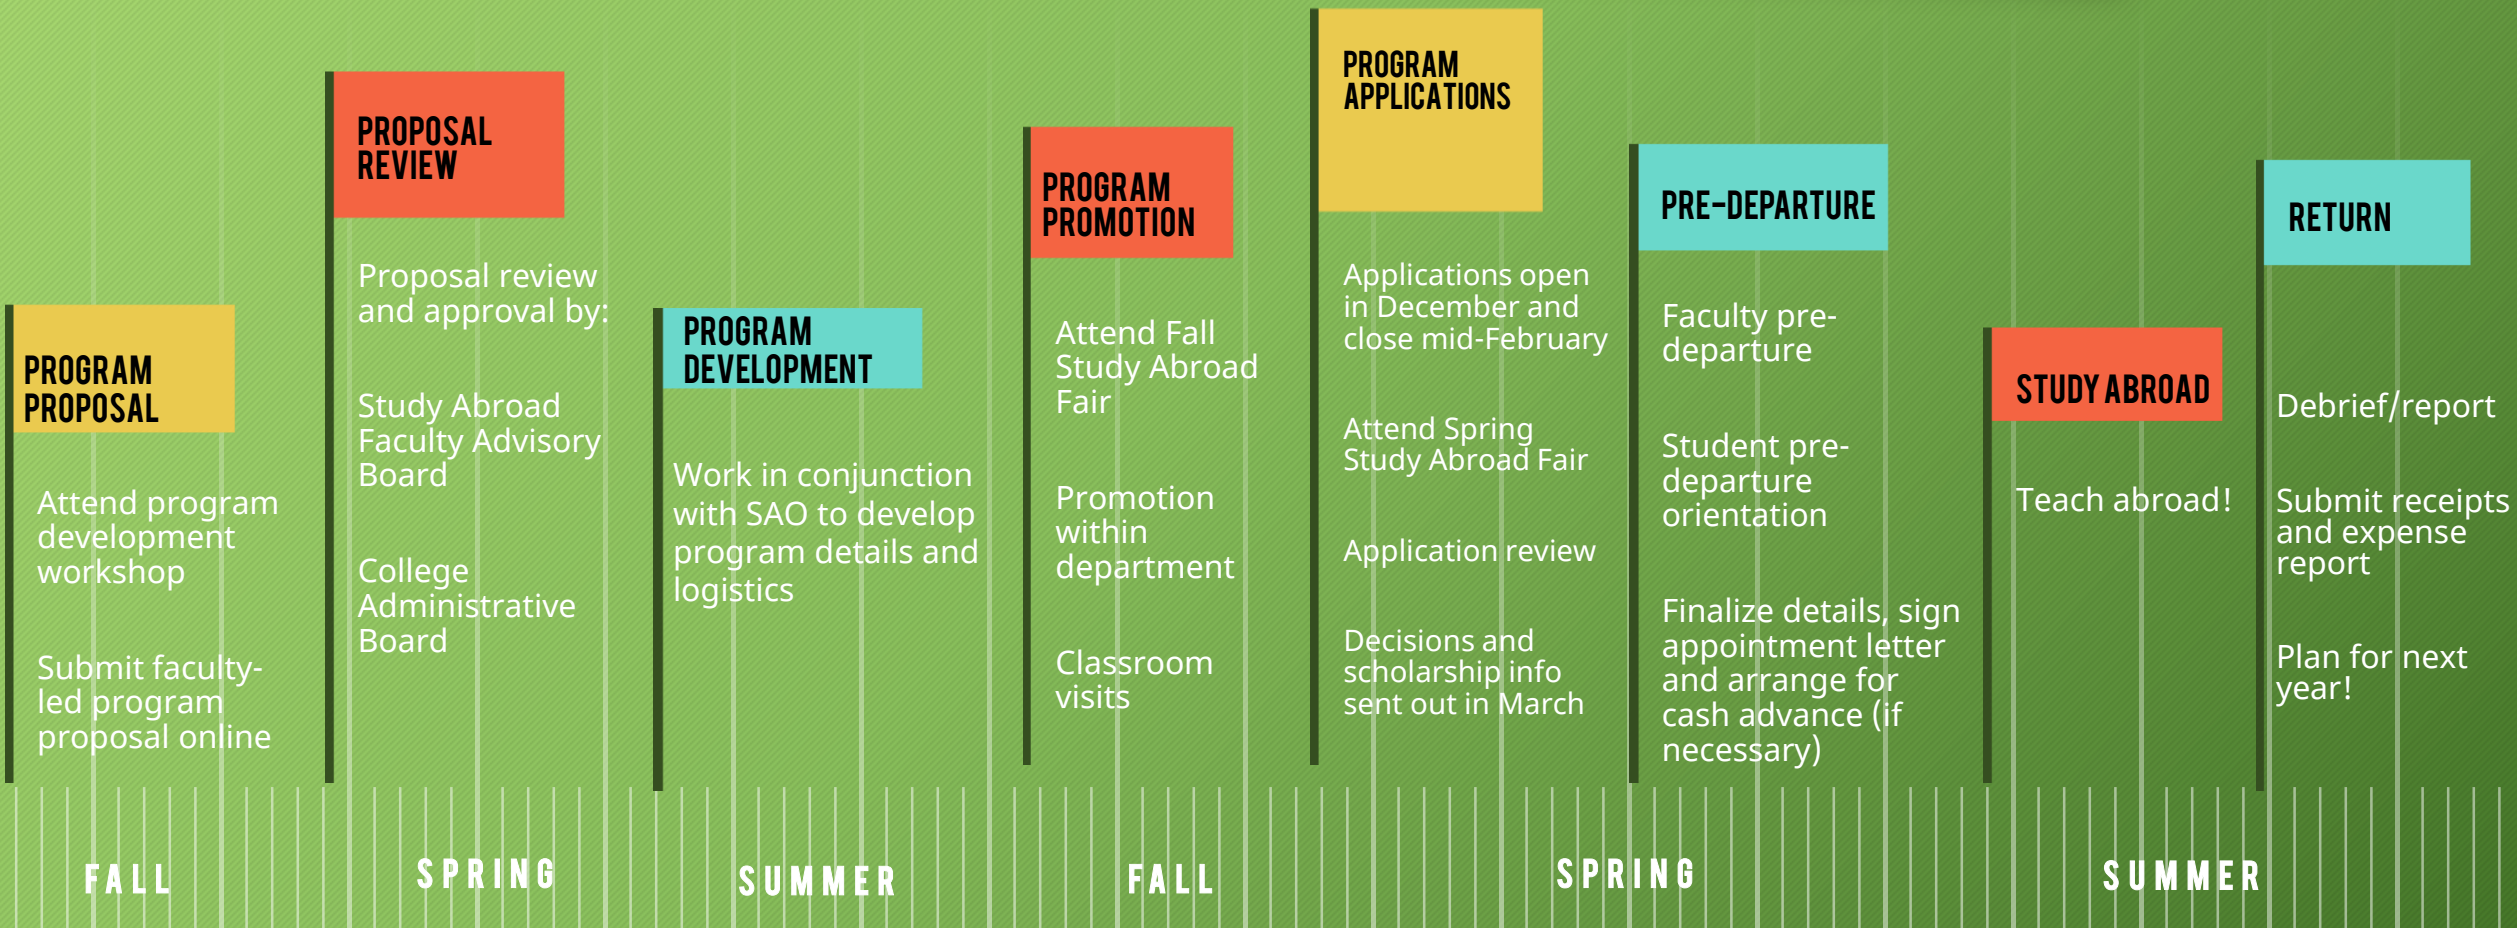 PROGRAM
PROPOSAL
Attend program
development
workshop
Submit faculty-
led program
proposal online
PROPOSAL
REVIEW
Proposal review
and approval by:
Study Abroad
Faculty Advisory
Board
College
Administrative
Board
PROGRAM
DEVELOPMENT
Work in conjunction
with SAO to develop
program details and
logistics
PROGRAM
PROMOTION
Attend Fall
Study Abroad
Fair
Promotion
within
department
Classroom
visits
PROGRAM
APPLICATIONS
Applications open
in December and
close mid-February
Attend Spring
Study Abroad Fair
Application review
Decisions and
scholarship info
sent out in March
PRE-DEPARTURE
Faculty pre-
departure
Student pre-
departure
orientation
Finalize details, sign
appointment letter
and arrange for
cash advance (if
necessary)
STUDY ABROAD
Teach abroad!
RETURN
Debrief/report
Submit receipts
and expense
report
Plan for next
year!
FALL
SPRING
SUMMER
FALL
SPRING
SUMMER